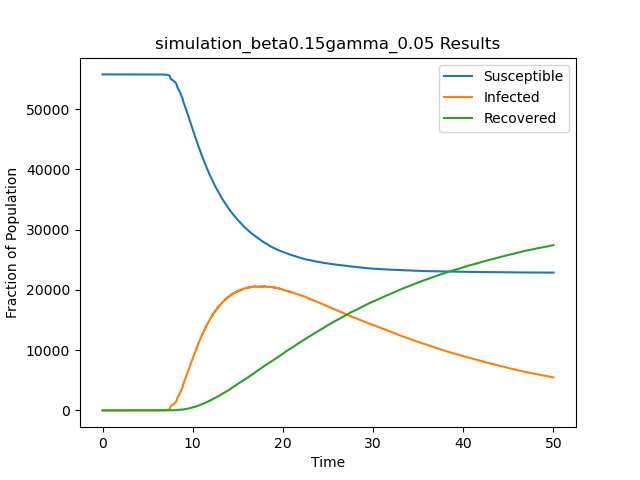 simulation_beta0.15gamma_0.05 Results
Susceptible
Infected
Recovered
Fraction of Population
50000
40000
30000
20000
10000
0
0 10 20 30 40 50
Time